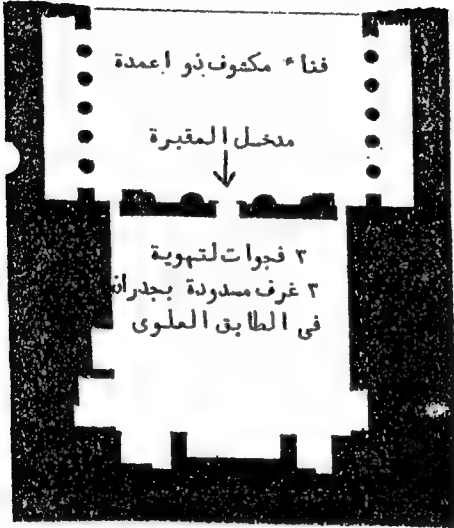 فناء مكشوف ذو اعمدة
مدخل المقبرة
٣ فجوات لتهوية
٣ غرف مسدودة بجدران
فى الطابق العلوى